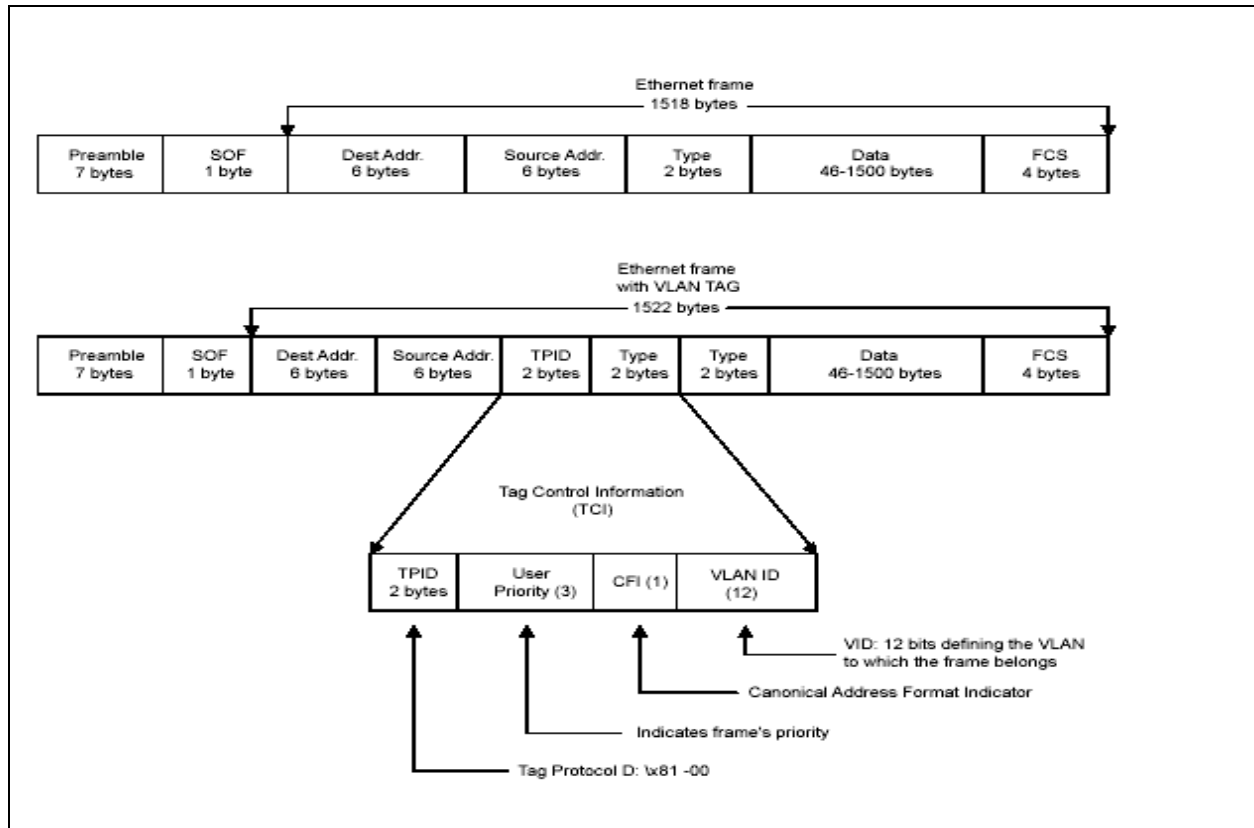 Ethernet frame
1518 bytes
Preamble
7 bytes
SOF
1 byte
Dest Addr.
6 bytes
Source Addr.
6 bytes
Type
2 bytes
Data
46-1500 bytes
FCS
4 bytes
Ethernet frame
with VLAN TAG
1522 bytes
Preamble
7 bytes
SOF
1 byte
Dest Addr.
6 bytes
Source Addr.
6 bytes
TPID
2 bytes
Type
2 bytes
Type
2 bytes
Data
46-1500 bytes
FCS
4 bytes
Tag Control Information
(TCI)
TPID
2 bytes
User
Priority (3)
CFI (1)
VLAN ID
(12)
VID: 12 bits defining the VLAN
to which the frame belongs
Canonical Address Format Indicator
Indicates frame's priority
Tag Protocol D: \x81 -00